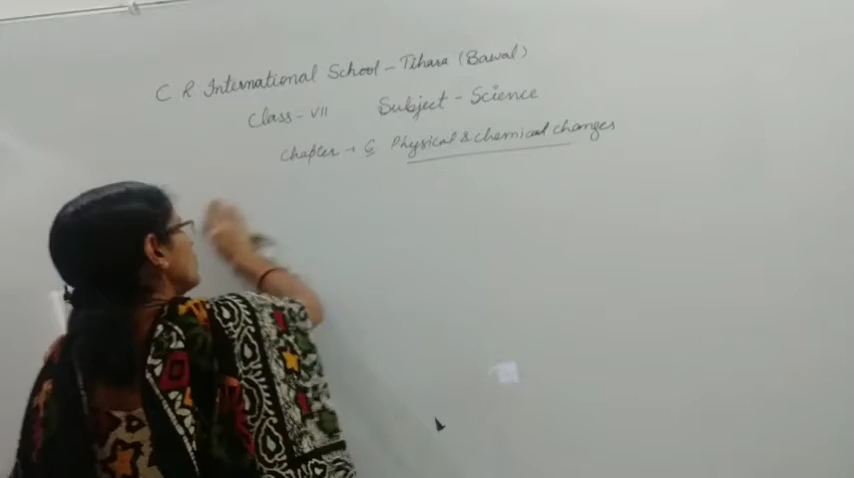 C R International School - Tihara (Bawal)
Class - VII Subject - Science
Chapter → 6 Physical & chemical changes